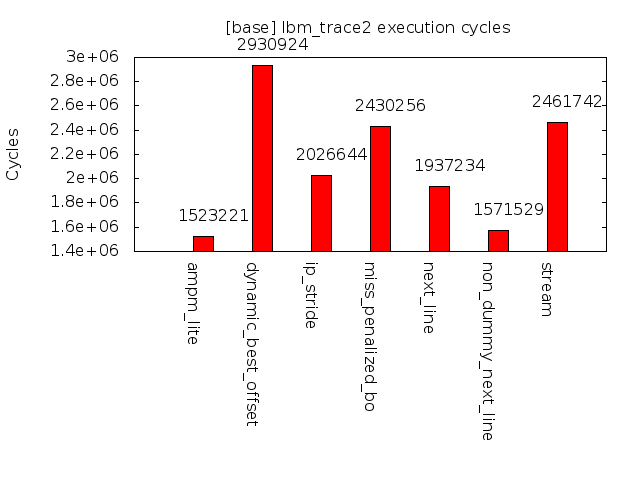 [base] lbm_trace2 execution cycles
Cycles
3e+06
2.8e+06
2.6e+06
2.4e+06
2.2e+06
2e+06
1.8e+06
1.6e+06
1.4e+06
1523221
2930924
2026644
2430256
1937234
1571529
2461742
ampm_lite
dynamic_best_offset
ip_stride
miss_penalized_bo
next_line
non_dummy_next_line
stream